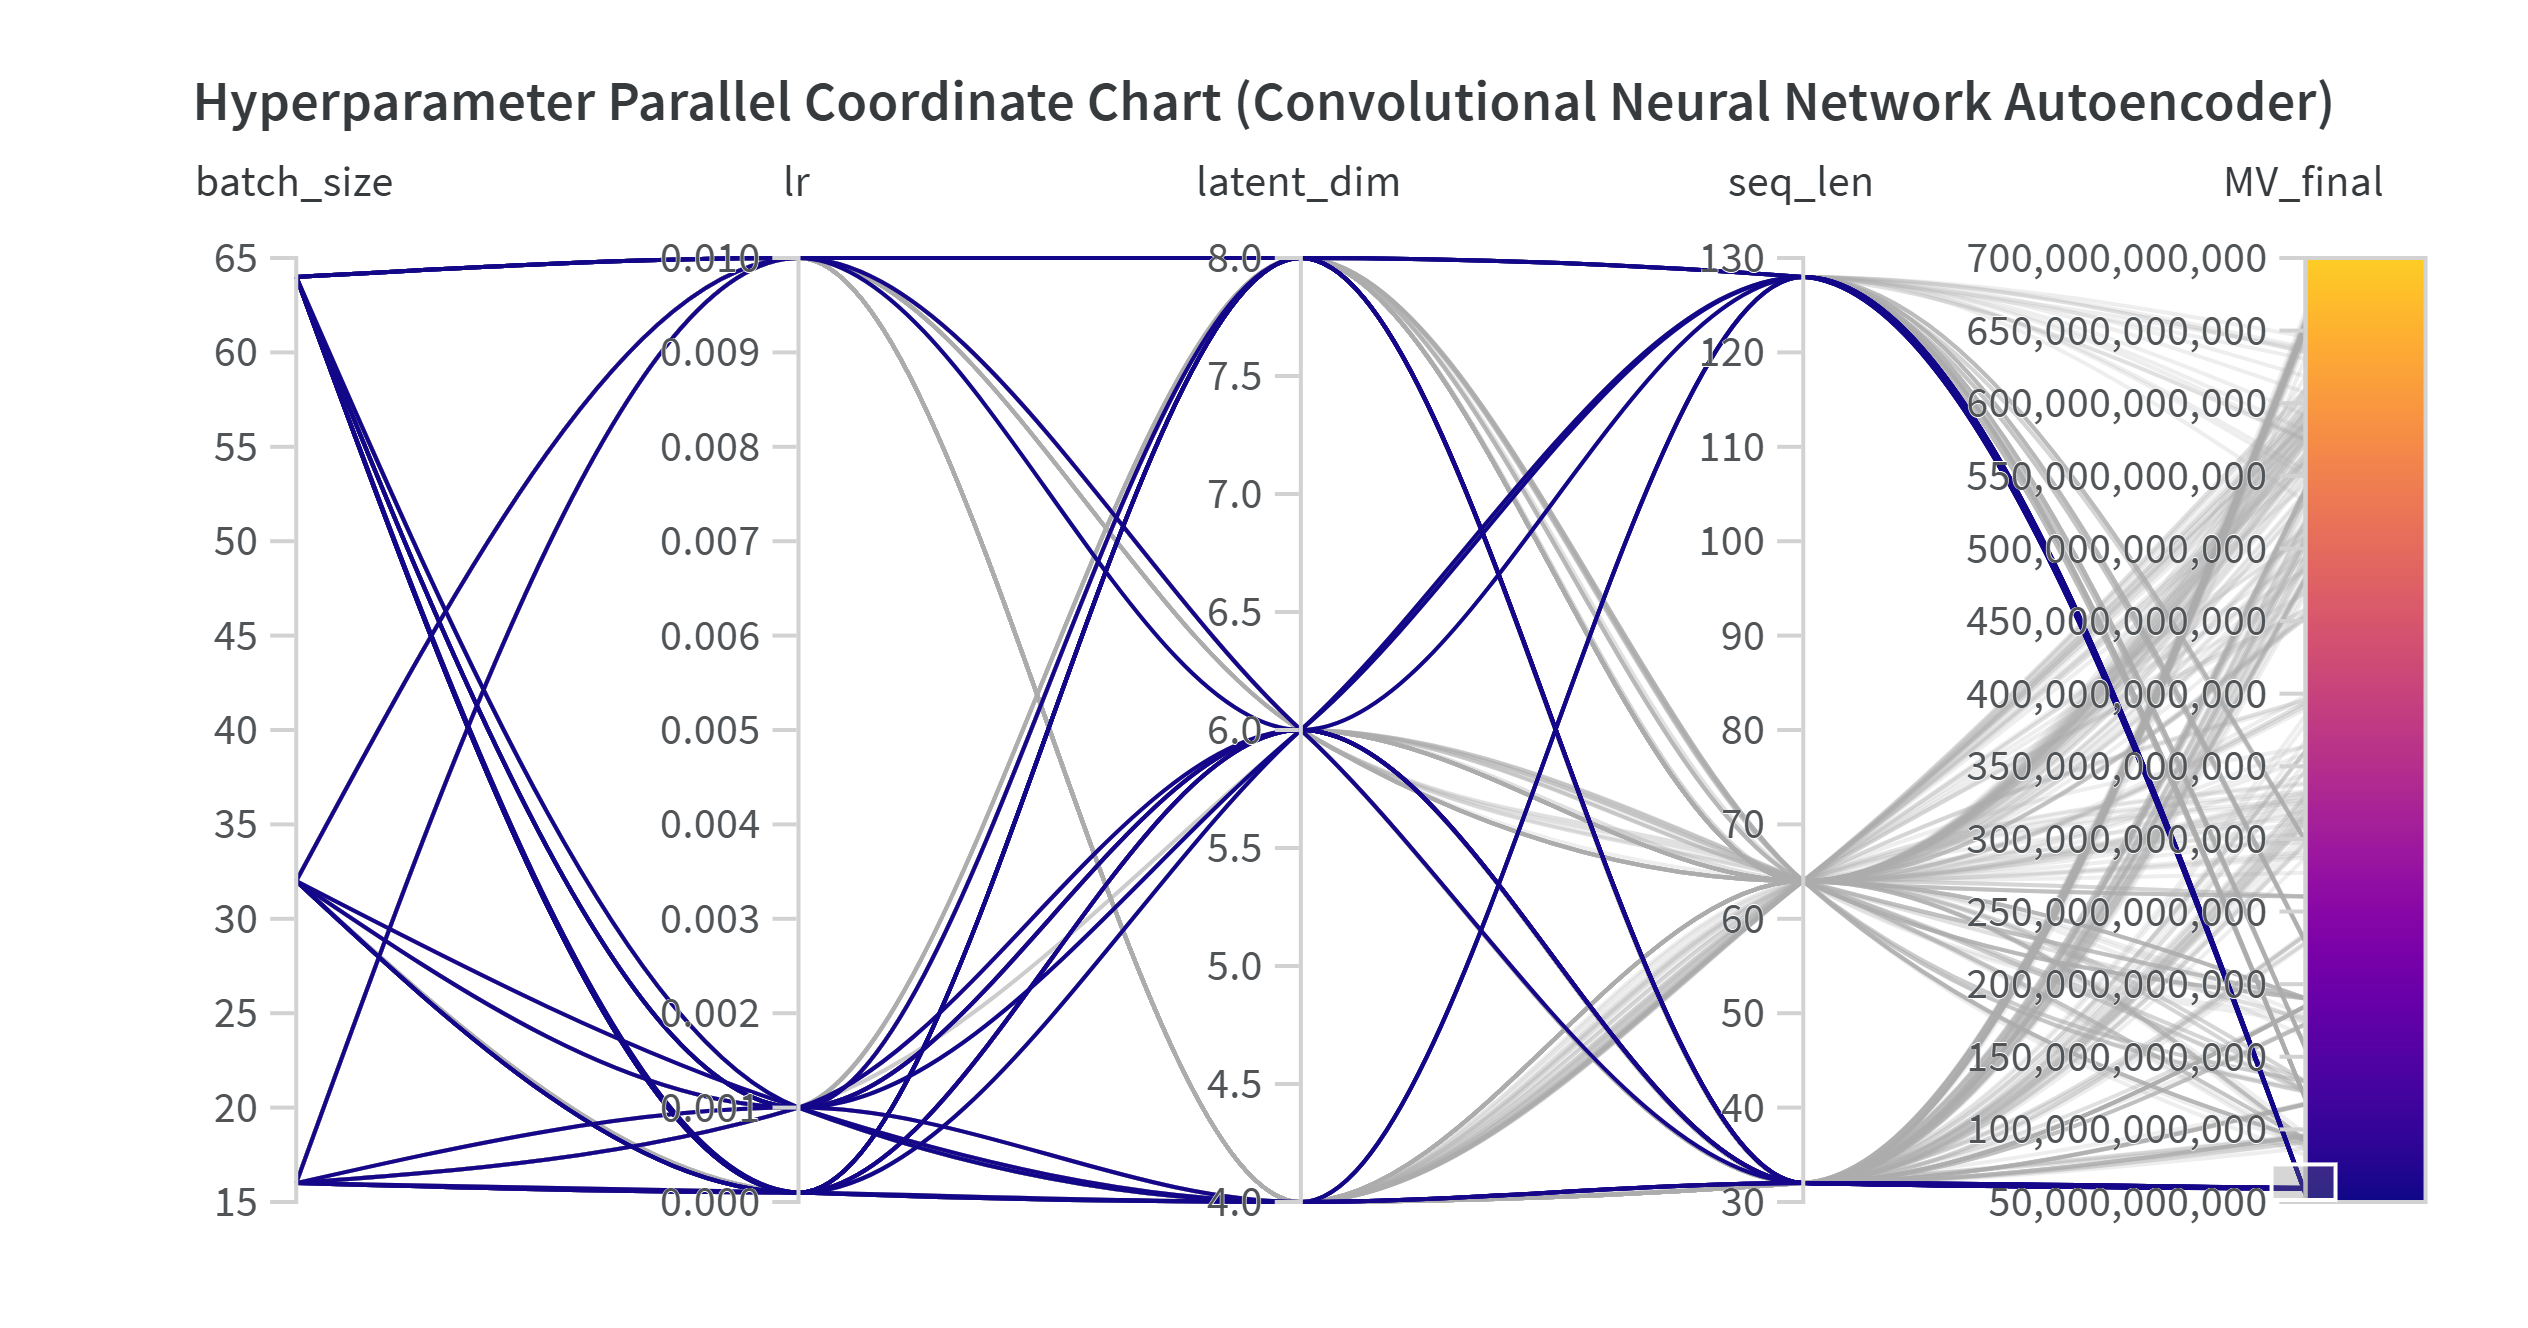 Hyperparameter Parallel Coordinate Chart (Convolutional Neural Network Autoencoder)
batch_size lr latent_dim seq_len MV_final
65 0.010 8.0 130 700,000,000,000
60 0.009 7.5 120 650,000,000,000
55 0.008 7.0 110 600,000,000,000
50 0.007 6.5 100 550,000,000,000
45 0.006 6.0 90 500,000,000,000
40 0.005 5.5 80 450,000,000,000
35 0.004 5.0 70 400,000,000,000
30 0.003 4.5 60 350,000,000,000
25 0.002 4.0 50 300,000,000,000
20 0.001 40 250,000,000,000
15 0.000 30 200,000,000,000
150,000,000,000
100,000,000,000
50,000,000,000